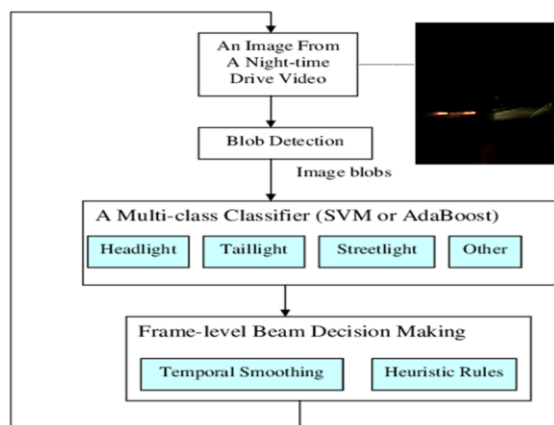 An Image From
A Night-time
Drive Video
Blob Detection
Image blobs
A Multi-class Classifier (SVM or AdaBoost)
Headlight Taillight Streetlight Other
Frame-level Beam Decision Making
Temporal Smoothing Heuristic Rules